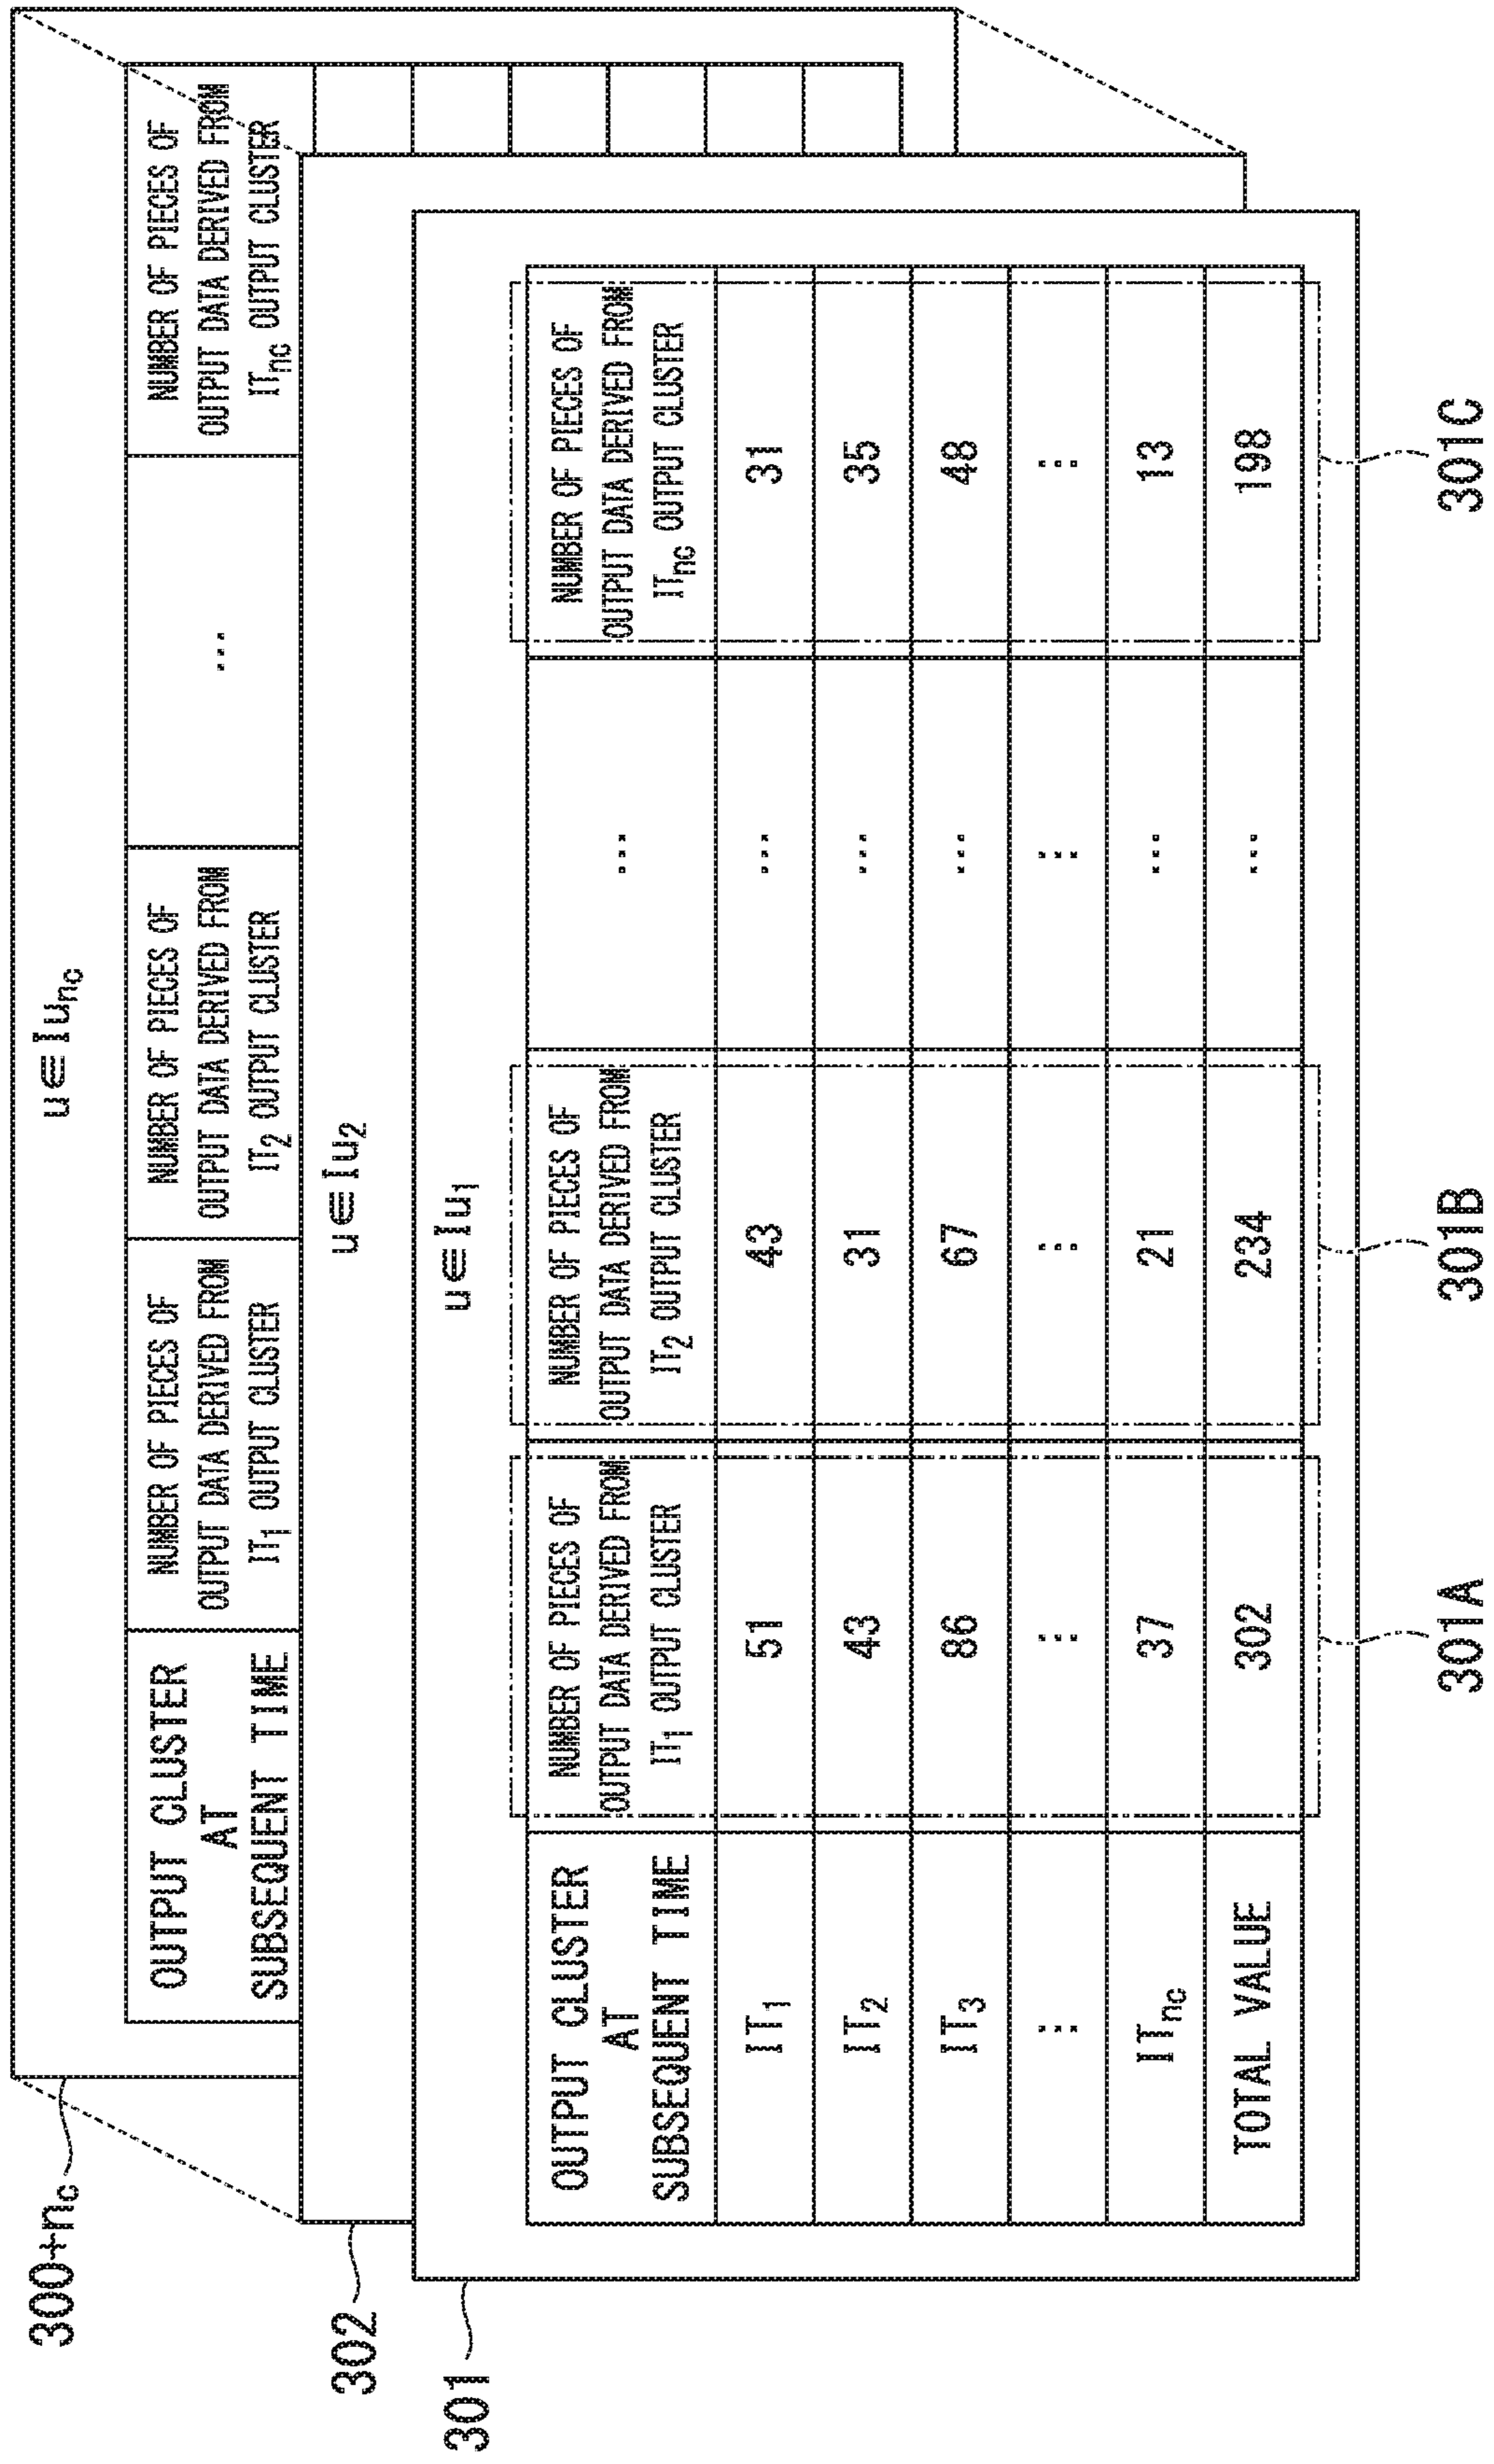 300+nc
u∈Iunc
OUTPUT CLUSTER
AT
SUBSEQUENT TIME
NUMBER OF PIECES OF
OUTPUT DATA DERIVED FROM
IT1 OUTPUT CLUSTER
NUMBER OF PIECES OF
OUTPUT DATA DERIVED FROM
IT2 OUTPUT CLUSTER
...
NUMBER OF PIECES OF
OUTPUT DATA DERIVED FROM
ITnc OUTPUT CLUSTER
302
u∈Iu2
301
u∈Iu1
OUTPUT CLUSTER
AT
SUBSEQUENT TIME
NUMBER OF PIECES OF
OUTPUT DATA DERIVED FROM
IT1 OUTPUT CLUSTER
NUMBER OF PIECES OF
OUTPUT DATA DERIVED FROM
IT2 OUTPUT CLUSTER
...
NUMBER OF PIECES OF
OUTPUT DATA DERIVED FROM
ITnc OUTPUT CLUSTER
IT1 51 43 ... 31
IT2 43 31 ... 35
IT3 86 67 ... 48
⋮ ⋮ ⋮ ⋮ ⋮
ITnc 37 21 ... 13
TOTAL VALUE 302 234 ... 198
301A 301B 301C